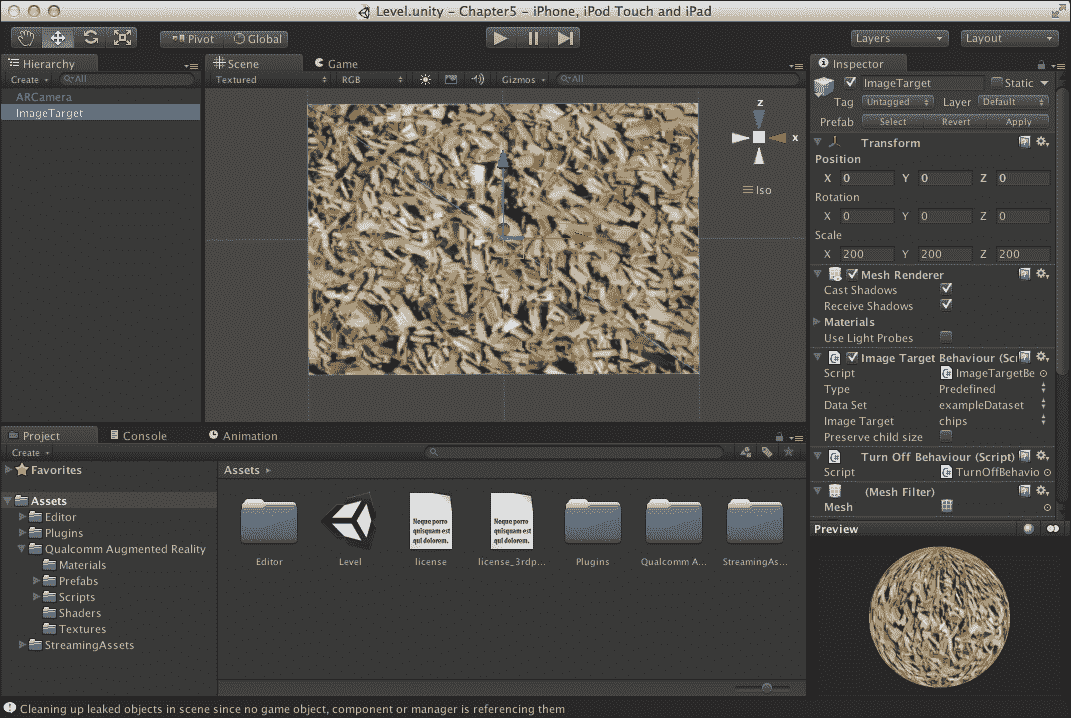 Level.unity – Chapter5 – iPhone, iPod Touch and iPad
Pivot Global Layers Layout
Hierarchy
Create All
ARCamera
ImageTarget
Scene Game
Textured RGB Gizmos All
z
x
Iso
Inspector
ImageTarget Static
Tag Untagged Layer Default
Prefab Select Revert Apply
Transform
Position
X 0 Y 0 Z 0
Rotation
X 0 Y 0 Z 0
Scale
X 200 Y 200 Z 200
Mesh Renderer
Cast Shadows
Receive Shadows
Materials
Use Light Probes
Image Target Behaviour (Scr
Script ImageTargetBe
Type Predefined
Data Set exampleDataset
Image Target chips
Preserve child size
Turn Off Behaviour (Script)
Script TurnOffBehavio
(Mesh Filter)
Mesh
Preview
Project Console Animation
Create
Favorites
Assets
Editor
Plugins
Qualcomm Augmented Reality
Materials
Prefabs
Scripts
Shaders
Textures
StreamingAssets
Assets
Neque porro
quisquam est
qui dolorem.
Neque porro
quisquam est
qui dolorem.
Editor Level license license_3rdp... Plugins Qualcomm A... StreamingAs...
Cleaning up leaked objects in scene since no game object, component or manager is referencing them